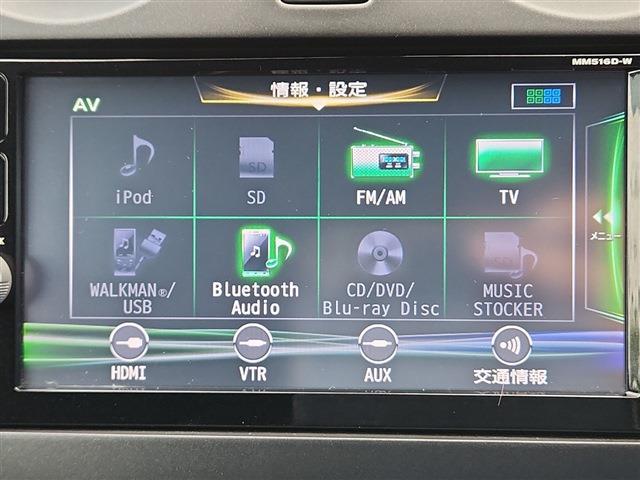 MM516D-W
情報・設定
AV
iPod
SD
SD
FM/AM
TV
メニュー
WALKMAN®/
USB
Bluetooth
Audio
CD/DVD/
Blu-ray Disc
MUSIC
STOCKER
HDMI
VTR
AUX
交通情報